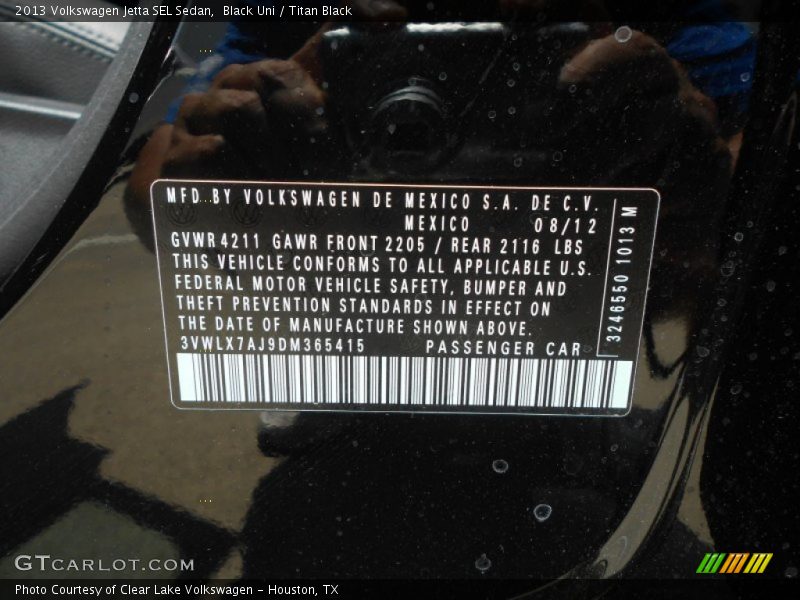 2013 Volkswagen Jetta SEL Sedan,  Black Uni / Titan Black
MFD. BY VOLKSWAGEN DE MEXICO S.A. DE C.V.
MEXICO 08/12
GVWR 4211 GAWR FRONT 2205 / REAR 2116 LBS
THIS VEHICLE CONFORMS TO ALL APPLICABLE U.S.
FEDERAL MOTOR VEHICLE SAFETY, BUMPER AND
THEFT PREVENTION STANDARDS IN EFFECT ON
THE DATE OF MANUFACTURE SHOWN ABOVE.
3VWLX7AJ9DM365415 PASSENGER CAR
3246550 1013 M
GTCARLOT.COM
Photo Courtesy of Clear Lake Volkswagen - Houston, TX